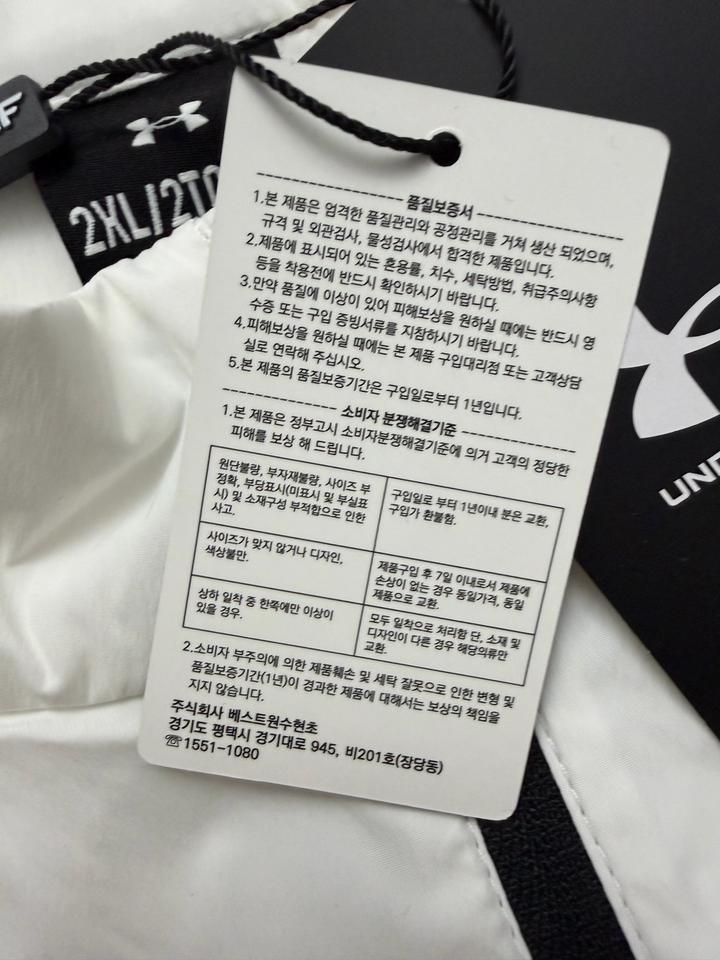 2XL/2T
품질보증서
1.본 제품은 엄격한 품질관리와 공정관리를 거쳐 생산 되었으며,
규격 및 외관검사, 물성검사에서 합격한 제품입니다.
2.제품에 표시되어 있는 혼용률, 치수, 세탁방법, 취급주의사항
등을 착용전에 반드시 확인하시기 바랍니다.
3.만약 품질에 이상이 있어 피해보상을 원하실 때에는 반드시 영
수증 또는 구입 증빙서류를 지참하시기 바랍니다.
4.피해보상을 원하실 때에는 본 제품 구입대리점 또는 고객상담
실로 연락해 주십시오.
5.본 제품의 품질보증기간은 구입일로부터 1년입니다.
소비자 분쟁해결기준
1.본 제품은 정부고시 소비자분쟁해결기준에 의거 고객의 정당한
피해를 보상 해 드립니다.
원단불량, 부자재불량, 사이즈 부
정확, 부당표시(미표시 및 부실표
시) 및 소재구성 부적합으로 인한
사고.
구입일로 부터 1년이내 분은 교환,
구입가 환불함.
사이즈가 맞지 않거나 디자인,
색상불만.
제품구입 후 7일 이내로서 제품에
손상이 없는 경우 동일가격, 동일
제품으로 교환.
상하 일착 중 한쪽에만 이상이
있을 경우.
모두 일착으로 처리함 단, 소재 및
디자인이 다른 경우 해당의류만
교환.
2.소비자 부주의에 의한 제품훼손 및 세탁 잘못으로 인한 변형 및
품질보증기간(1년)이 경과한 제품에 대해서는 보상의 책임을
지지 않습니다.
주식회사 베스트원수현초
경기도 평택시 경기대로 945, 비201호(장당동)
☏1551-1080
UND